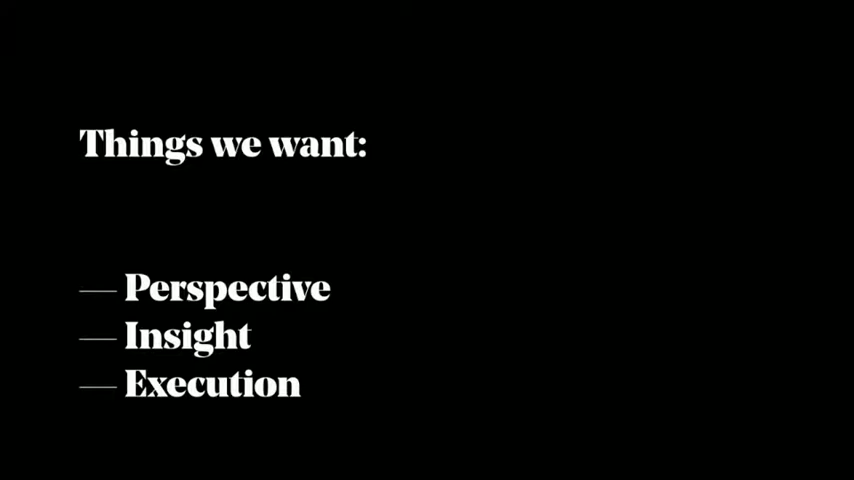 Things we want:
— Perspective
— Insight
— Execution